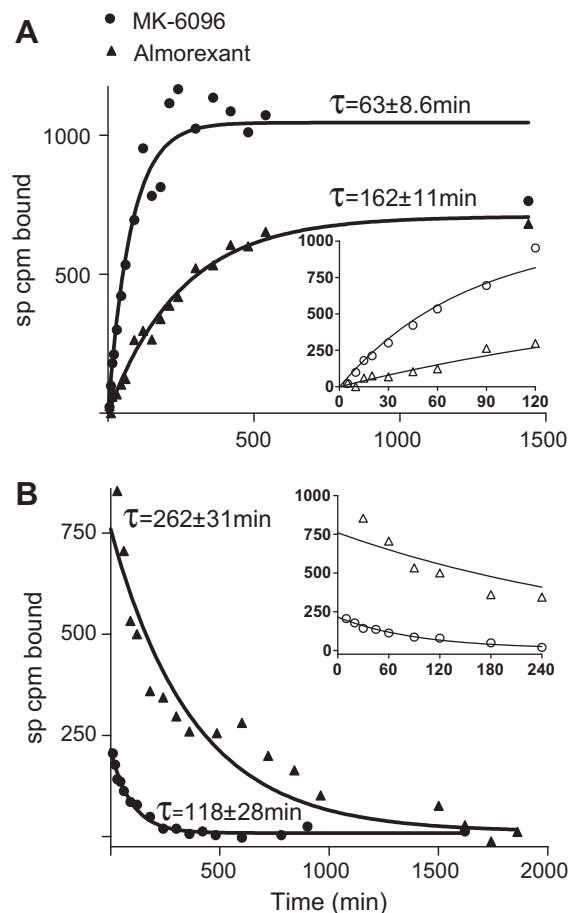 A
● MK-6096
▲ Almorexant
τ=63±8.6min
1000
τ=162±11min
sp cpm bound
500
1000
750
500
250
0
0 30 60 90 120
500 1000 1500
B
τ=262±31min
750
500
250
sp cpm bound
1000
750
500
250
0
0 60 120 180 240
τ=118±28min
500 1000 1500 2000
Time (min)